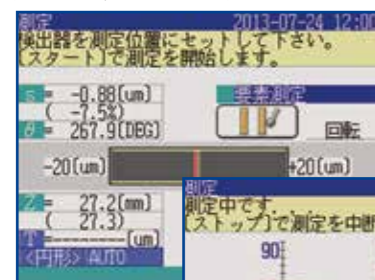 測定 2013-07-24 12:00
検出器を測定位置にセットして下さい。
[スタート]で測定を開始します。
= -0.88(um)
( -7.5%)
θ = 267.9(DEG)
要素測定
回転
-20(um) +20(um)
Z = 27.2(mm)
( 27.3)
T =-------(um)
<円形> AUTO
測定
測定中です。
[ストップ]で測定を中断
90